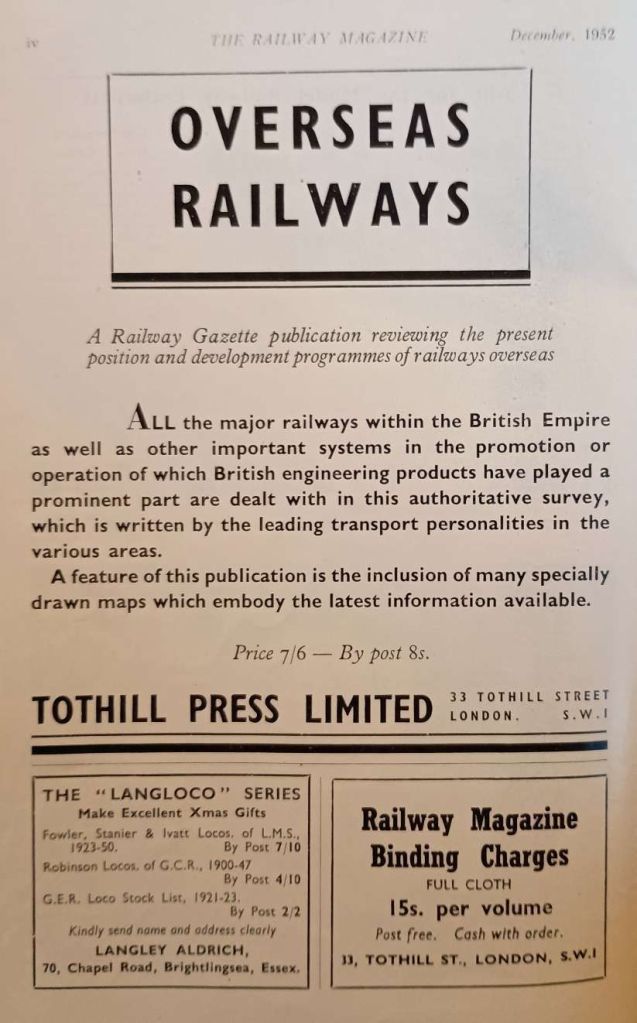 iv THE RAILWAY MAGAZINE December, 1952
OVERSEAS
RAILWAYS
A Railway Gazette publication reviewing the present
position and development programmes of railways overseas
ALL the major railways within the British Empire
as well as other important systems in the promotion or
operation of which British engineering products have played a
prominent part are dealt with in this authoritative survey,
which is written by the leading transport personalities in the
various areas.
A feature of this publication is the inclusion of many specially
drawn maps which embody the latest information available.
Price 7/6 — By post 8s.
TOTHILL PRESS LIMITED
33 TOTHILL STREET
LONDON. S.W.1
THE "LANGLOCO" SERIES
Make Excellent Xmas Gifts
Fowler, Stanier & Ivatt Locos. of L.M.S.,
1923-50. By Post 7/10
Robinson Locos. of G.C.R., 1900-47
By Post 4/10
G.E.R. Loco Stock List, 1921-23.
By Post 2/2
Kindly send name and address clearly
LANGLEY ALDRICH,
70, Chapel Road, Brightlingsea, Essex.
Railway Magazine
Binding Charges
FULL CLOTH
15s. per volume
Post free. Cash with order.
33, TOTHILL ST., LONDON, S.W.1